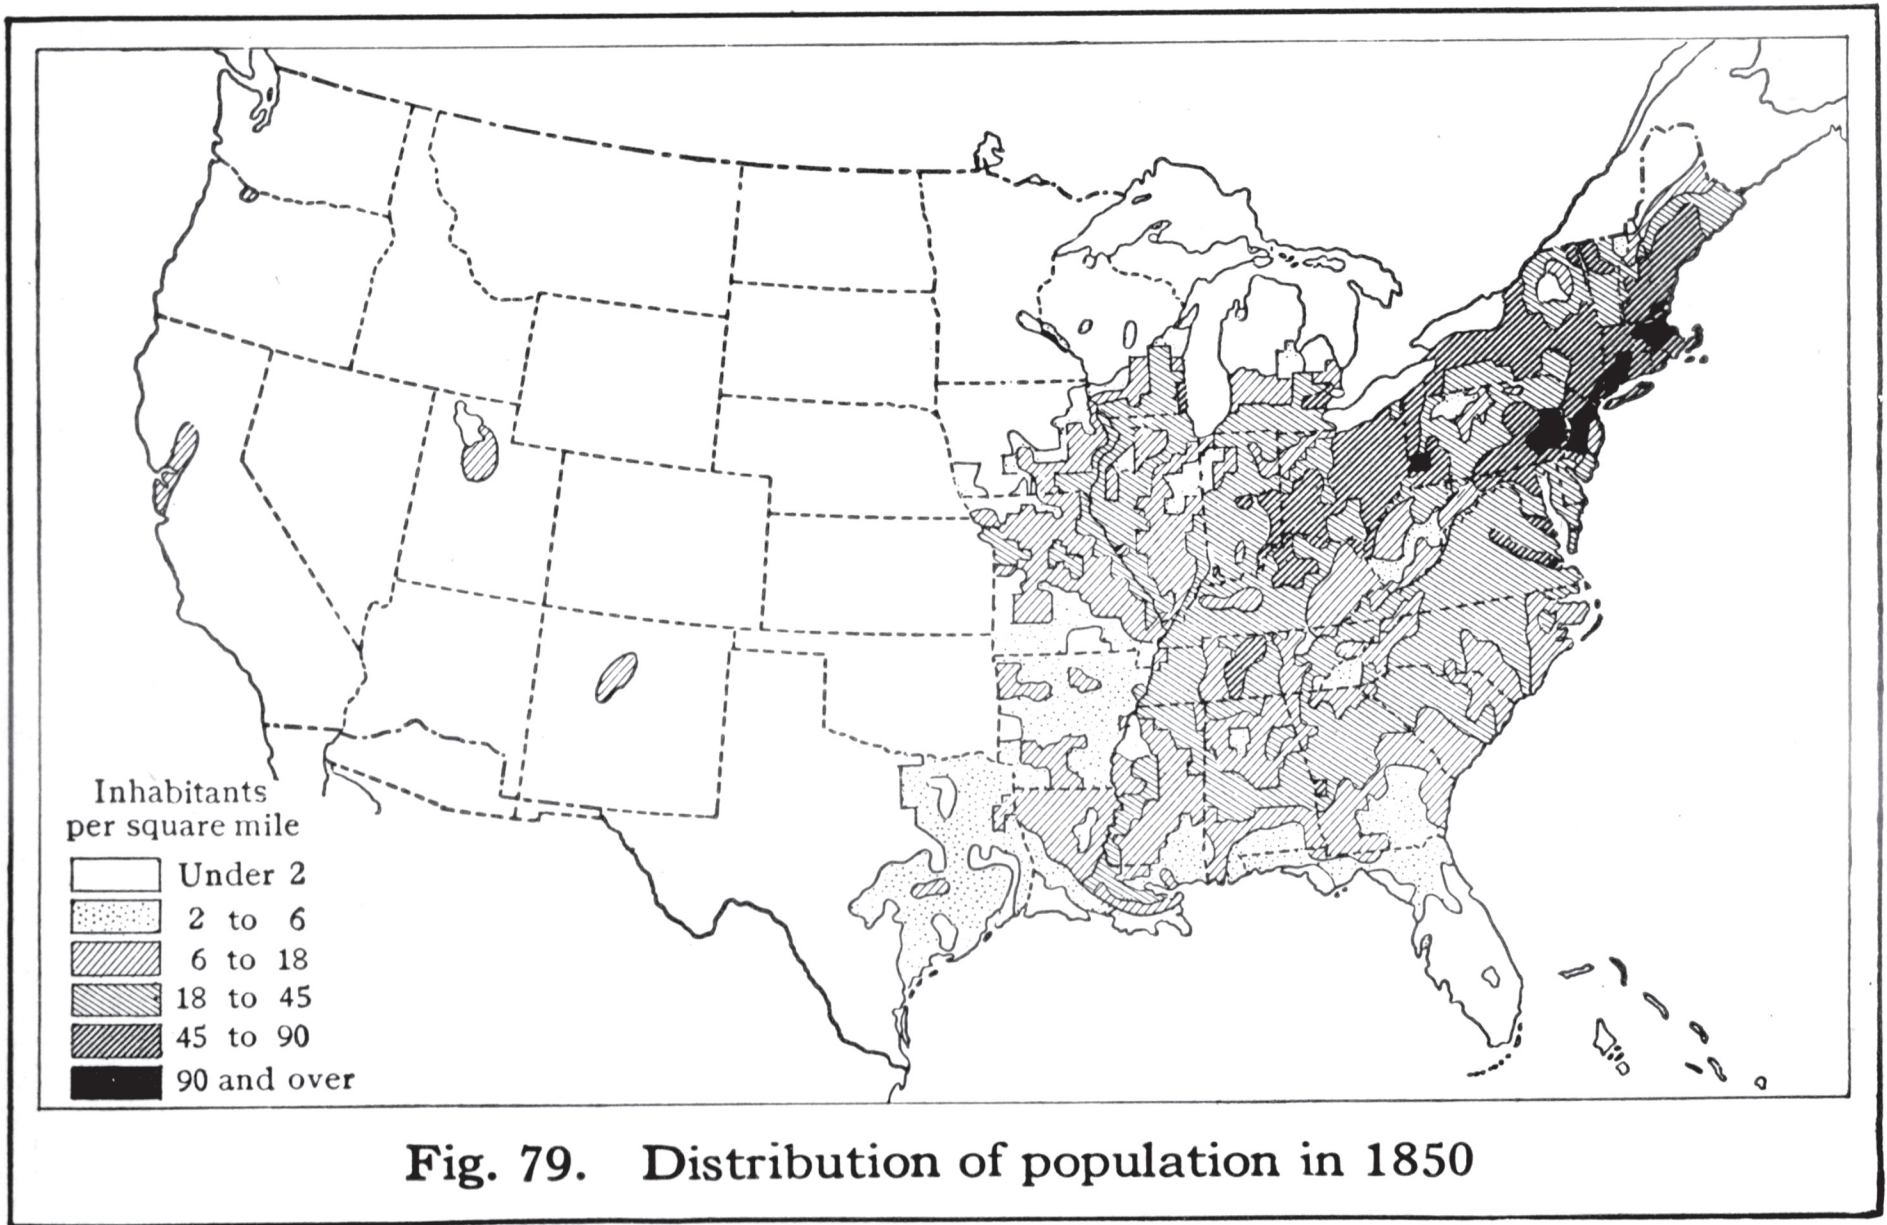 Inhabitants
per square mile
Under 2
2 to 6
6 to 18
18 to 45
45 to 90
90 and over
Fig. 79. Distribution of population in 1850